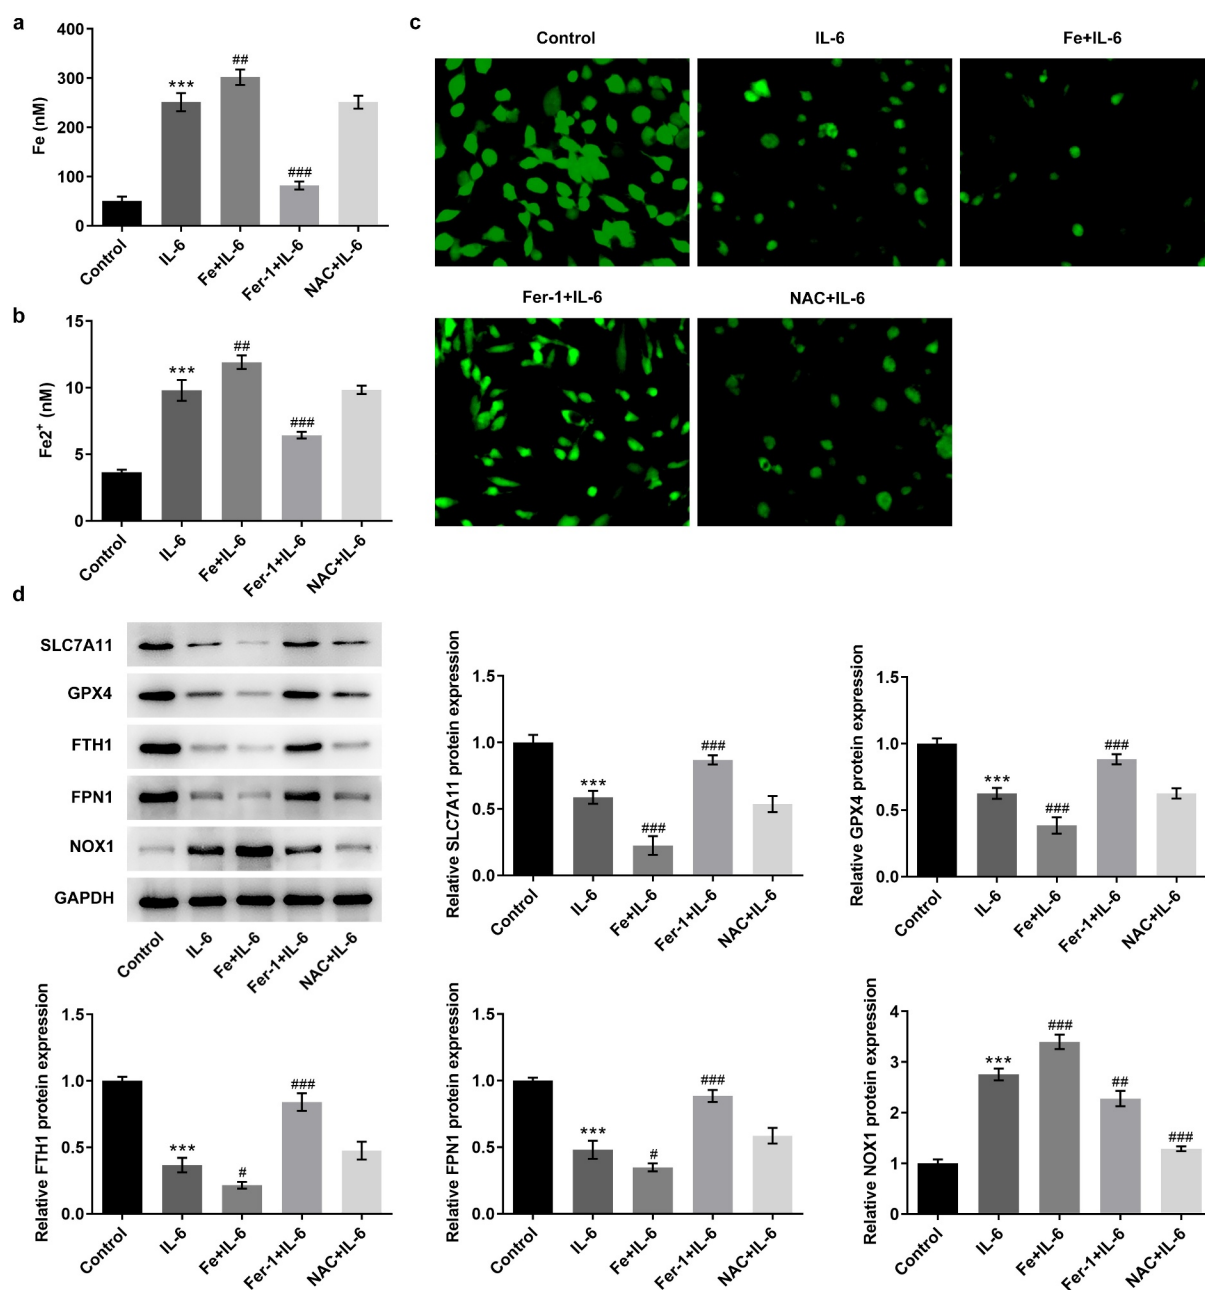 a
400
300
200
100
0
Fe (nM)
***
##
###
Control
IL-6
Fe+IL-6
Fer-1+IL-6
NAC+IL-6
b
15
10
5
0
Fe2+ (nM)
***
##
###
Control
IL-6
Fe+IL-6
Fer-1+IL-6
NAC+IL-6
c
Control
IL-6
Fe+IL-6
Fer-1+IL-6
NAC+IL-6
d
SLC7A11
GPX4
FTH1
FPN1
NOX1
GAPDH
Control
IL-6
Fe+IL-6
Fer-1+IL-6
NAC+IL-6
Relative SLC7A11 protein expression
1.5
1.0
0.5
0.0
***
###
###
Control
IL-6
Fe+IL-6
Fer-1+IL-6
NAC+IL-6
Relative GPX4 protein expression
1.5
1.0
0.5
0.0
***
###
###
Control
IL-6
Fe+IL-6
Fer-1+IL-6
NAC+IL-6
Relative FTH1 protein expression
1.5
1.0
0.5
0.0
***
#
###
Control
IL-6
Fe+IL-6
Fer-1+IL-6
NAC+IL-6
Relative FPN1 protein expression
1.5
1.0
0.5
0.0
***
#
###
Control
IL-6
Fe+IL-6
Fer-1+IL-6
NAC+IL-6
Relative NOX1 protein expression
4
3
2
1
0
***
###
##
###
Control
IL-6
Fe+IL-6
Fer-1+IL-6
NAC+IL-6